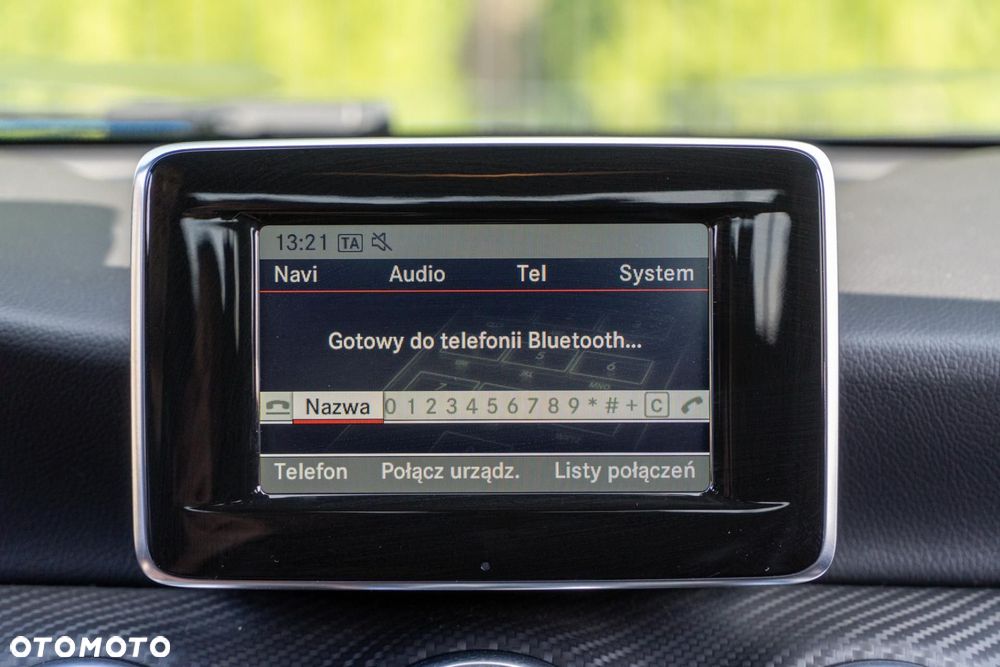 13:21 TA
Navi Audio Tel System
Gotowy do telefonii Bluetooth...
Nazwa 0 1 2 3 4 5 6 7 8 9 * # + C
Telefon Połącz urządz. Listy połączeń
OTOMOTO